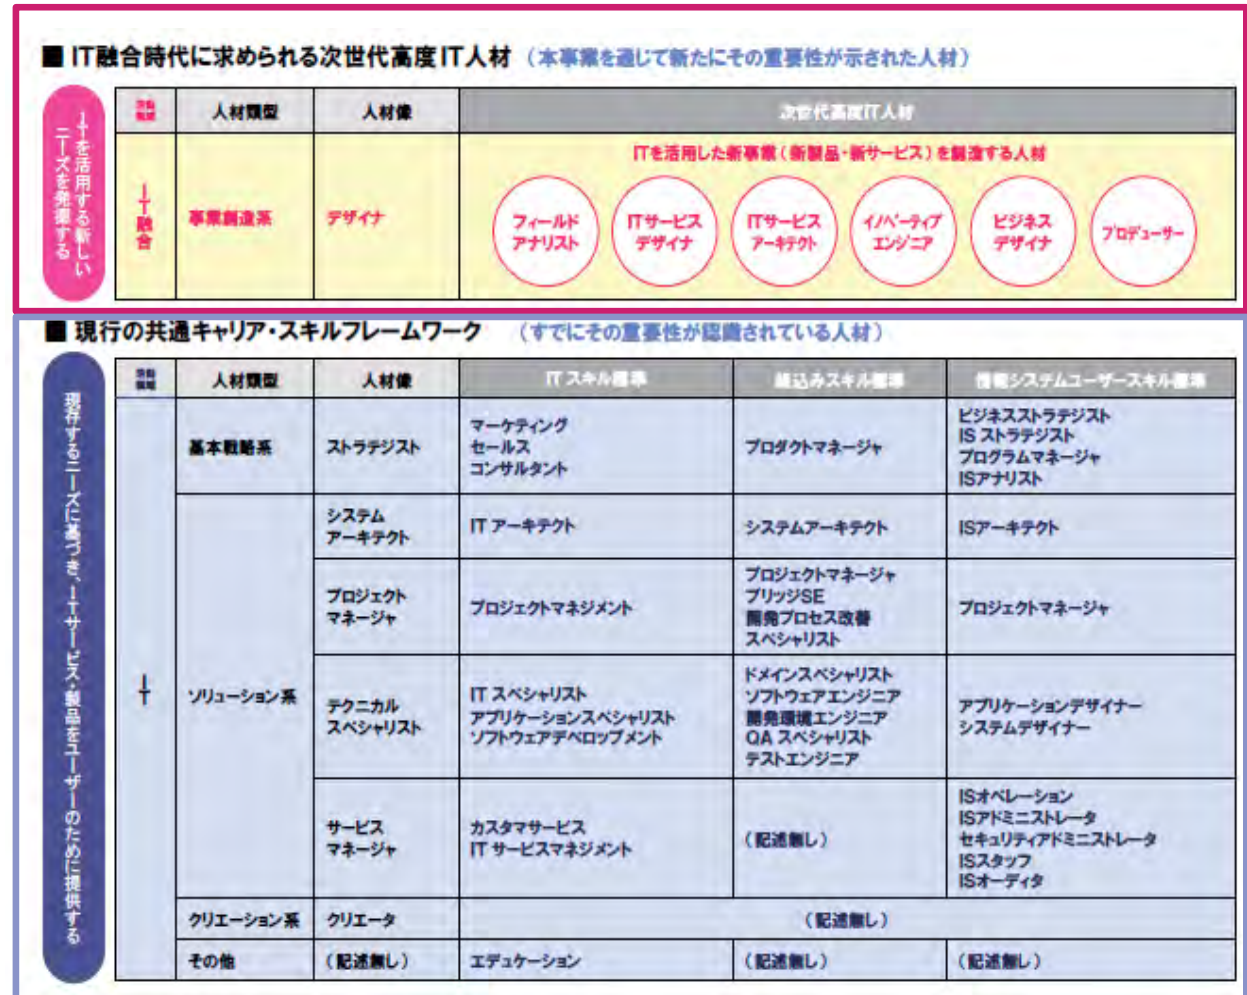 ■ IT融合時代に求められる次世代高度IT人材 （本事業を通じて新たにその重要性が示された人材）
ITを活用する新しい
ニーズを発掘する
人材類型
人材像
次世代高度IT人材
IT融合
事業創造系
デザイナ
ITを活用した新事業（新製品・新サービス）を創造する人材
フィールド
アナリスト
ITサービス
デザイナ
ITサービス
アーキテクト
イノベーティブ
エンジニア
ビジネス
デザイナ
プロデューサー
■ 現行の共通キャリア・スキルフレームワーク （すでにその重要性が認識されている人材）
現存するニーズに基づき、ITサービス・製品をユーザーのために提供する
人材類型
人材像
IT スキル標準
組込みスキル標準
情報システムユーザースキル標準
IT
基本戦略系
ストラテジスト
マーケティング
セールス
コンサルタント
プロダクトマネージャ
ビジネスストラテジスト
IS ストラテジスト
プログラムマネージャ
ISアナリスト
ソリューション系
システム
アーキテクト
IT アーキテクト
システムアーキテクト
ISアーキテクト
プロジェクト
マネージャ
プロジェクトマネジメント
プロジェクトマネージャ
ブリッジSE
開発プロセス改善
スペシャリスト
プロジェクトマネージャ
テクニカル
スペシャリスト
IT スペシャリスト
アプリケーションスペシャリスト
ソフトウェアデベロップメント
ドメインスペシャリスト
ソフトウェアエンジニア
開発環境エンジニア
QA スペシャリスト
テストエンジニア
アプリケーションデザイナー
システムデザイナー
サービス
マネージャ
カスタマサービス
IT サービスマネジメント
（記述無し）
ISオペレーション
ISアドミニストレータ
セキュリティアドミニストレータ
ISスタッフ
ISオーディタ
クリエーション系
クリエータ
（記述無し）
その他
（記述無し）
エデュケーション
（記述無し）
（記述無し）